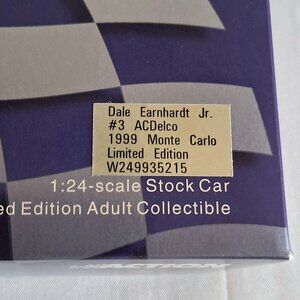 Dale Earnhardt Jr.
#3 ACDelco
1999 Monte Carlo
Limited Edition
W249935215
1:24-scale Stock Car
ed Edition Adult Collectible
ACTION